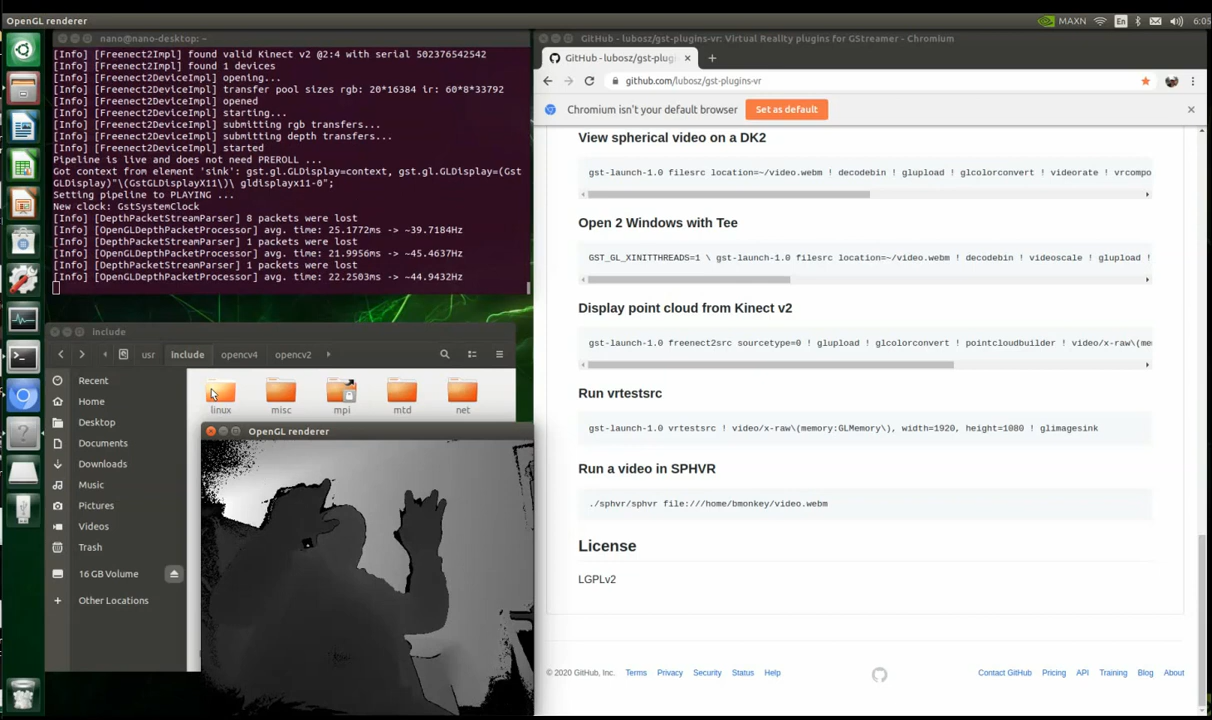 OpenGL renderer
MAXN
En
6:05
nano@nano-desktop: ~
[Info] [Freenect2Impl] found valid Kinect v2 @2:4 with serial 502376542542
[Info] [Freenect2Impl] found 1 devices
[Info] [Freenect2DeviceImpl] opening...
[Info] [Freenect2DeviceImpl] transfer pool sizes rgb: 20*16384 ir: 60*8*33792
[Info] [Freenect2DeviceImpl] opened
[Info] [Freenect2DeviceImpl] starting...
[Info] [Freenect2DeviceImpl] submitting rgb transfers...
[Info] [Freenect2DeviceImpl] submitting depth transfers...
[Info] [Freenect2DeviceImpl] started
Pipeline is live and does not need PREROLL ...
Got context from element 'sink': gst.gl.GLDisplay=context, gst.gl.GLDisplay=(Gst
GLDisplay)"\(GstGLDisplayX11\)\ gldisplayx11-0";
Setting pipeline to PLAYING ...
New clock: GstSystemClock
[Info] [DepthPacketStreamParser] 8 packets were lost
[Info] [OpenGLDepthPacketProcessor] avg. time: 25.1772ms -> ~39.7184Hz
[Info] [DepthPacketStreamParser] 1 packets were lost
[Info] [OpenGLDepthPacketProcessor] avg. time: 21.9956ms -> ~45.4637Hz
[Info] [DepthPacketStreamParser] 1 packets were lost
[Info] [OpenGLDepthPacketProcessor] avg. time: 22.2503ms -> ~44.9432Hz
include
usr
include
opencv4
opencv2
Recent
Home
Desktop
Documents
Downloads
Music
Pictures
Videos
Trash
16 GB Volume
Other Locations
linux
misc
mpi
mtd
net
OpenGL renderer
GitHub - lubosz/gst-plugins-vr: Virtual Reality plugins for GStreamer - Chromium
GitHub - lubosz/gst-plug
github.com/lubosz/gst-plugins-vr
Chromium isn't your default browser
Set as default
View spherical video on a DK2
gst-launch-1.0 filesrc location=~/video.webm ! decodebin ! glupload ! glcolorconvert ! videorate ! vrcompo
Open 2 Windows with Tee
GST_GL_XINITTHREADS=1 \ gst-launch-1.0 filesrc location=~/video.webm ! decodebin ! videoscale ! glupload !
Display point cloud from Kinect v2
gst-launch-1.0 freenect2src sourcetype=0 ! glupload ! glcolorconvert ! pointcloudbuilder ! video/x-raw\(me
Run vrtestsrc
gst-launch-1.0 vrtestsrc ! video/x-raw\(memory:GLMemory\), width=1920, height=1080 ! glimagesink
Run a video in SPHVR
./sphvr/sphvr file:///home/bmonkey/video.webm
License
LGPLv2
© 2020 GitHub, Inc.
Terms
Privacy
Security
Status
Help
Contact GitHub
Pricing
API
Training
Blog
About